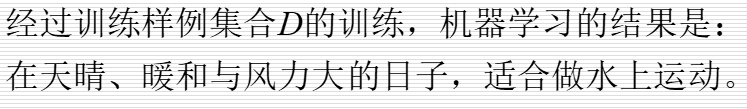 经过训练样例集合D的训练，机器学习的结果是：
在天晴、暖和与风力大的日子，适合做水上运动。